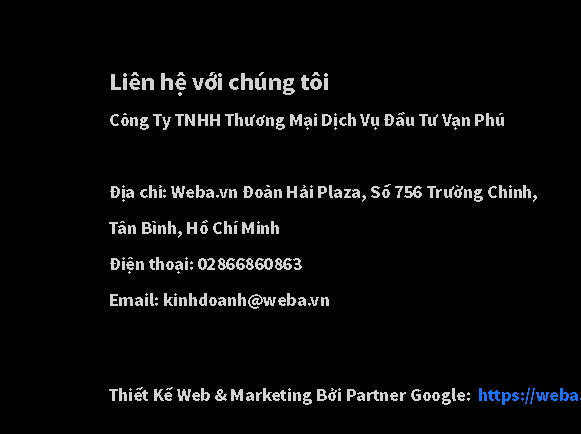 Liên hệ với chúng tôi
Công Ty TNHH Thương Mại Dịch Vụ Đầu Tư Vạn Phú
Địa chỉ: Weba.vn Đoàn Hải Plaza, Số 756 Trường Chinh,
Tân Bình, Hồ Chí Minh
Điện thoại: 02866860863
Email: kinhdoanh@weba.vn
Thiết Kế Web & Marketing Bởi Partner Google: https://weba.